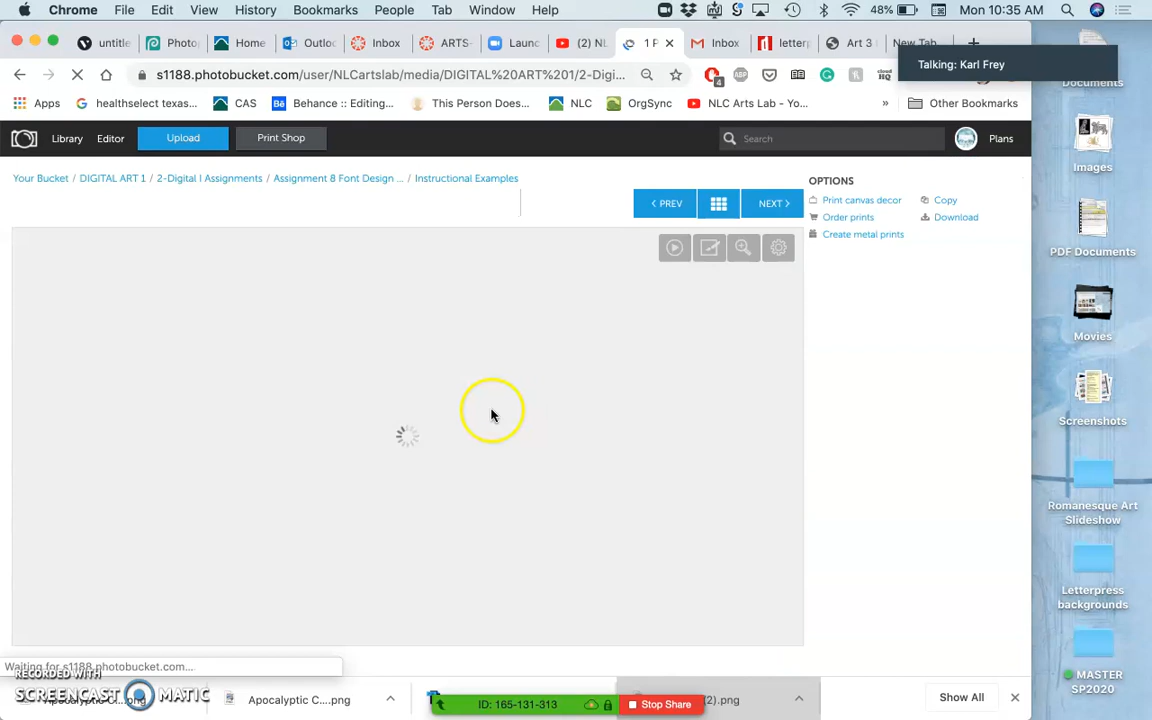 Chrome File Edit View History Bookmarks People Tab Window Help 48% Mon 10:35 AM
untitle Photo Home Outlo Inbox ARTS- Launc (2) NL 1 P Inbox letterp Art 3 New Tab
Talking: Karl Frey
s1188.photobucket.com/user/NLCartslab/media/DIGITAL%20ART%201/2-Digi...
Apps healthselect texas... CAS Behance :: Editing... This Person Does... NLC OrgSync NLC Arts Lab - Yo... » Other Bookmarks
Documents
Library Editor Upload Print Shop Search Plans
Images
Your Bucket / DIGITAL ART 1 / 2-Digital I Assignments / Assignment 8 Font Design ... / Instructional Examples
OPTIONS
PREV NEXT
Print canvas decor Copy
Order prints Download
Create metal prints
PDF Documents
Movies
Screenshots
Romanesque Art
Slideshow
Letterpress
backgrounds
MASTER
SP2020
Waiting for s1188.photobucket.com...
RECORDED WITH
SCREENCAST MATIC
Apocalyptic C....png Apocalyptic C....png (2).png Show All
ID: 165-131-313 Stop Share